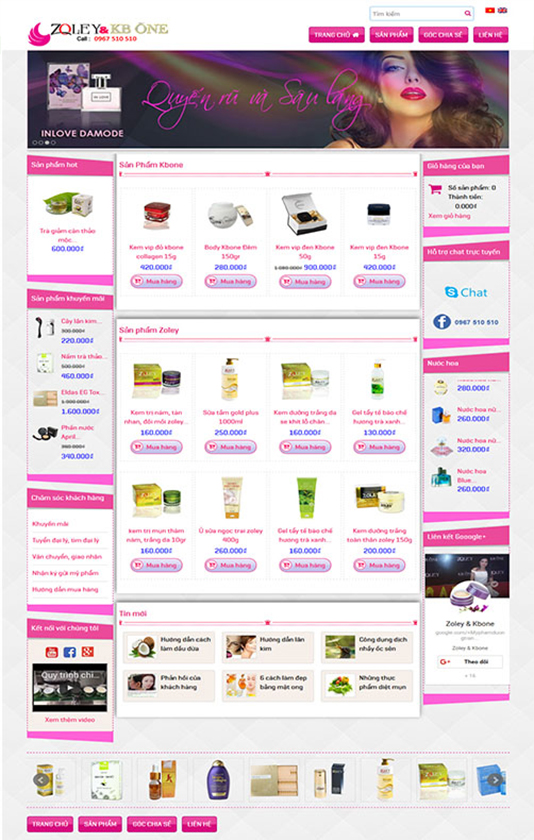 Tìm kiếm
ZOLEY & KB ÔNE
Call : 0967 510 510
TRANG CHỦ
SẢN PHẨM
GÓC CHIA SẺ
LIÊN HỆ
Quyến rũ và Sâu lắng
IN LOVE
INLOVE DAMODE
Sản phẩm hot
Trà giảm cân thảo
mộc...
600.000₫
Sản phẩm khuyến mãi
Cây lăn kim...
300.000₫
220.000₫
Nấm trà thảo...
500.000₫
460.000₫
Eldas EG Tox...
1.600.000₫
Phấn nước
April...
340.000₫
Chăm sóc khách hàng
Khuyến mãi
Tuyển đại lý, tìm đại lý
Vận chuyển, giao nhận
Nhận ký gửi mỹ phẩm
Hướng dẫn mua hàng
Kết nối với chúng tôi
Quy trình chi...
Xem thêm video
Sản Phẩm Kbone
Kem vip đỏ kbone
collagen 15g
420.000₫
Mua hàng
Body Kbone Đêm
150gr
280.000₫
Mua hàng
Kem vip đen Kbone
50g
1.080.000₫ 900.000₫
Mua hàng
Kem vip đen Kbone
15g
420.000₫
Mua hàng
Sản phẩm Zoley
Kem trị nám, tàn
nhan, đồi mồi zoley...
160.000₫
Mua hàng
Sữa tắm gold plus
1000ml
250.000₫
Mua hàng
Kem dưỡng trắng da
se khít lỗ chân...
160.000₫
Mua hàng
Gel tẩy tế bào chế
hương trà xanh...
130.000₫
Mua hàng
kem trị mụn thâm
nám, trắng da 10gr
160.000₫
Mua hàng
Ủ sữa ngọc trai zoley
400g
260.000₫
Mua hàng
Gel tẩy tế bào chế
hương trà xanh...
160.000₫
Mua hàng
Kem dưỡng trắng
toàn thân zoley 150g
200.000₫
Mua hàng
Tin mới
Hướng dẫn cách
làm dầu dừa
Hướng dẫn lăn
kim
Công dụng dịch
nhầy ốc sên
Phản hồi của
khách hàng
6 cách làm đẹp
bằng mật ong
Những thực
phẩm diệt mụn
Giỏ hàng của bạn
Số sản phẩm: 0
Thành tiền:
0.000₫
Xem giỏ hàng
Hỗ trợ chat trực tuyến
Chat
0967 510 510
Nước hoa
280.000₫
Nước hoa nữ...
260.000₫
Nước hoa nữ...
320.000₫
Nước hoa
Blue...
260.000₫
Liên kết Gooogle+
Zoley & Kbone
Zoley & Kbone
Theo dõi
TRANG CHỦ
SẢN PHẨM
GÓC CHIA SẺ
LIÊN HỆ